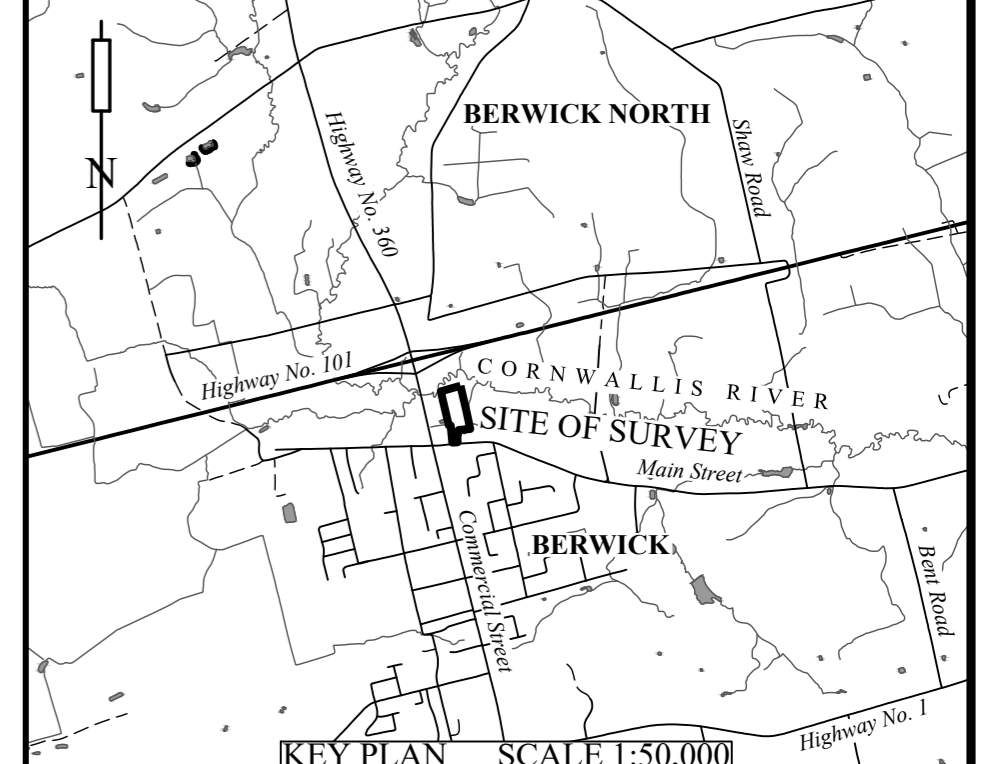 BERWICK NORTH
Highway No. 360
Shaw Road
N
Highway No. 101
CORNWALLIS RIVER
SITE OF SURVEY
Main Street
Commercial Street
BERWICK
Bent Road
Highway No. 1
KEY PLAN SCALE 1:50,000